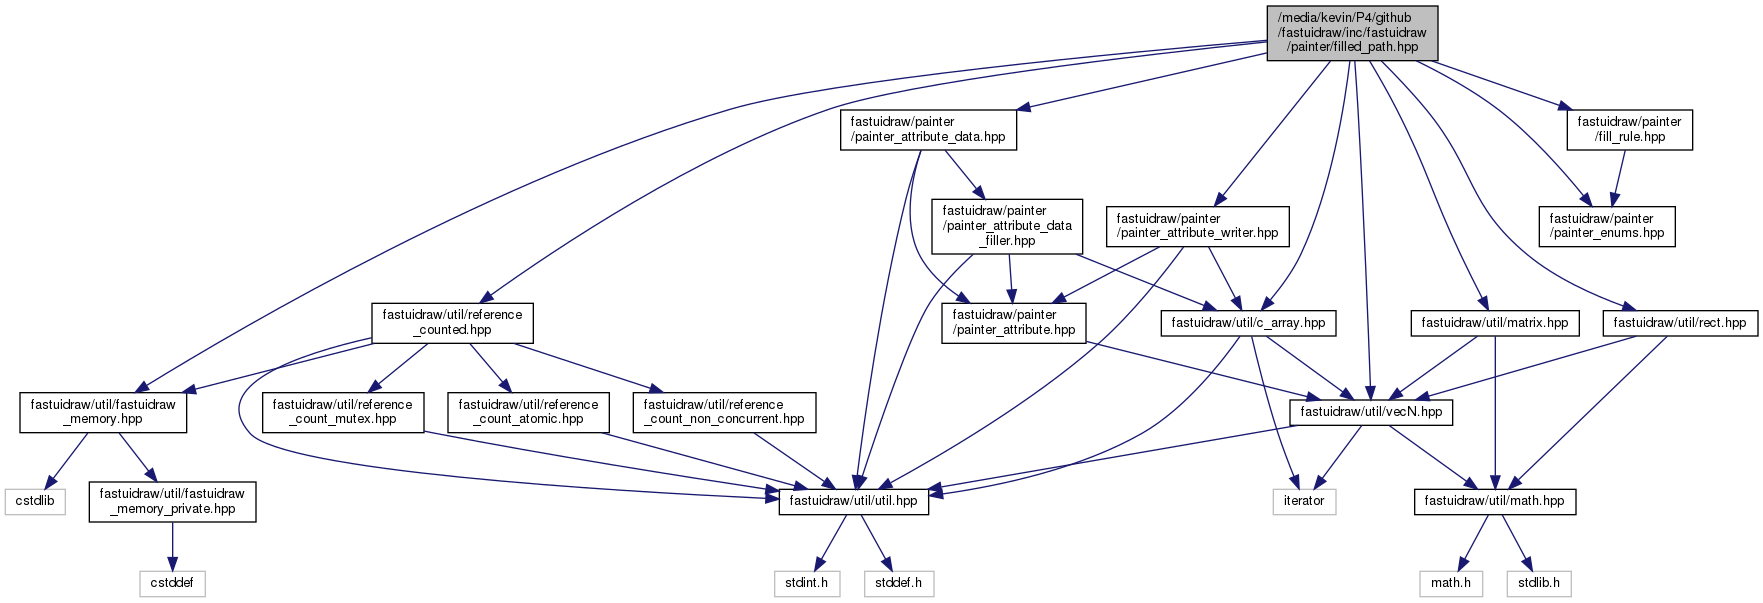 /media/kevin/P4/github
/fastuidraw/inc/fastuidraw
/painter/filled_path.hpp
fastuidraw/painter
/painter_attribute_data.hpp
fastuidraw/painter
/fill_rule.hpp
fastuidraw/painter
/painter_attribute_data
_filler.hpp
fastuidraw/painter
/painter_attribute_writer.hpp
fastuidraw/painter
/painter_enums.hpp
fastuidraw/util/reference
_counted.hpp
fastuidraw/painter
/painter_attribute.hpp
fastuidraw/util/c_array.hpp
fastuidraw/util/matrix.hpp
fastuidraw/util/rect.hpp
fastuidraw/util/fastuidraw
_memory.hpp
fastuidraw/util/reference
_count_mutex.hpp
fastuidraw/util/reference
_count_atomic.hpp
fastuidraw/util/reference
_count_non_concurrent.hpp
fastuidraw/util/vecN.hpp
cstdlib
fastuidraw/util/fastuidraw
_memory_private.hpp
fastuidraw/util/util.hpp
iterator
fastuidraw/util/math.hpp
cstddef
stdint.h
stddef.h
math.h
stdlib.h